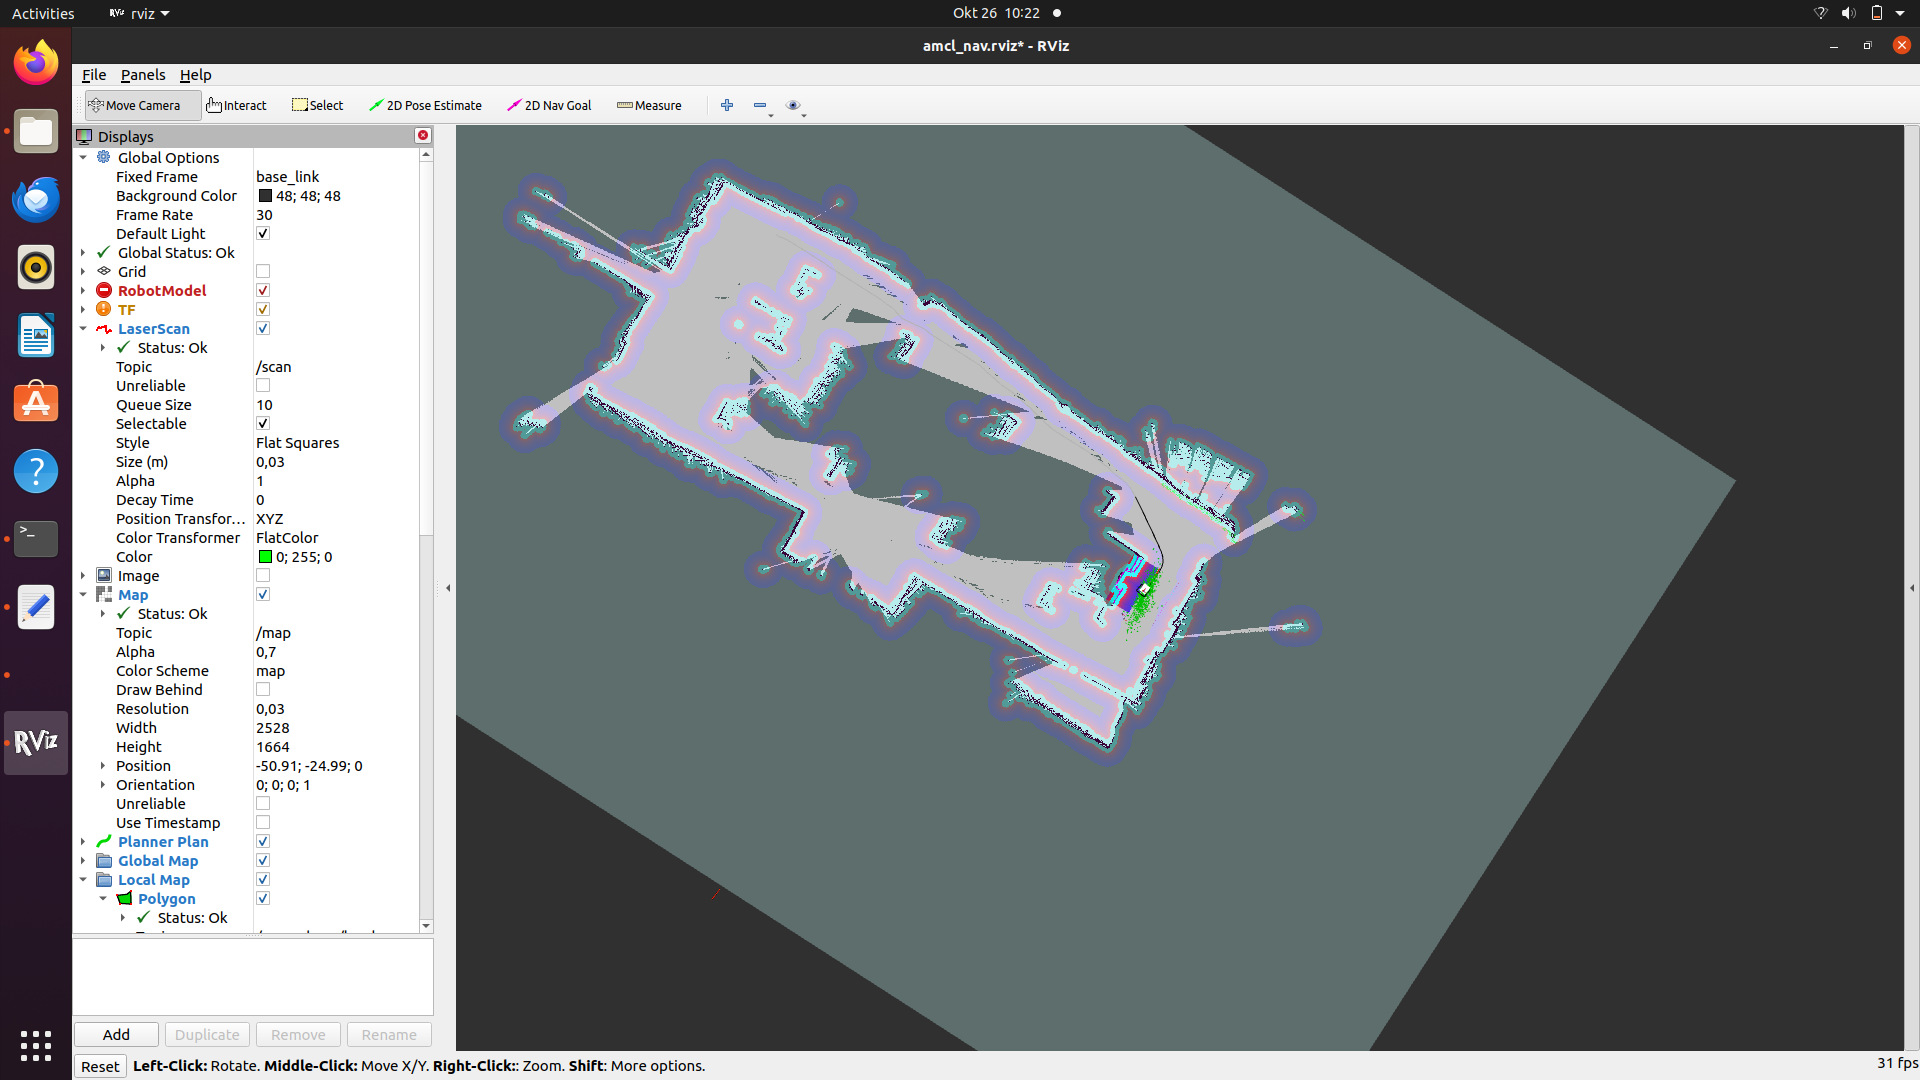 Activities
RViz rviz
Okt 26 10:22
amcl_nav.rviz* - RViz
File Panels Help
Move Camera Interact Select 2D Pose Estimate 2D Nav Goal Measure
Displays
Global Options
Fixed Frame base_link
Background Color 48; 48; 48
Frame Rate 30
Default Light
Global Status: Ok
Grid
RobotModel
TF
LaserScan
Status: Ok
Topic /scan
Unreliable
Queue Size 10
Selectable
Style Flat Squares
Size (m) 0,03
Alpha 1
Decay Time 0
Position Transfor... XYZ
Color Transformer FlatColor
Color 0; 255; 0
Image
Map
Status: Ok
Topic /map
Alpha 0,7
Color Scheme map
Draw Behind
Resolution 0,03
Width 2528
Height 1664
Position -50.91; -24.99; 0
Orientation 0; 0; 0; 1
Unreliable
Use Timestamp
Planner Plan
Global Map
Local Map
Polygon
Status: Ok
RViz
Add Duplicate Remove Rename
Reset Left-Click: Rotate. Middle-Click: Move X/Y. Right-Click:: Zoom. Shift: More options.
31 fps